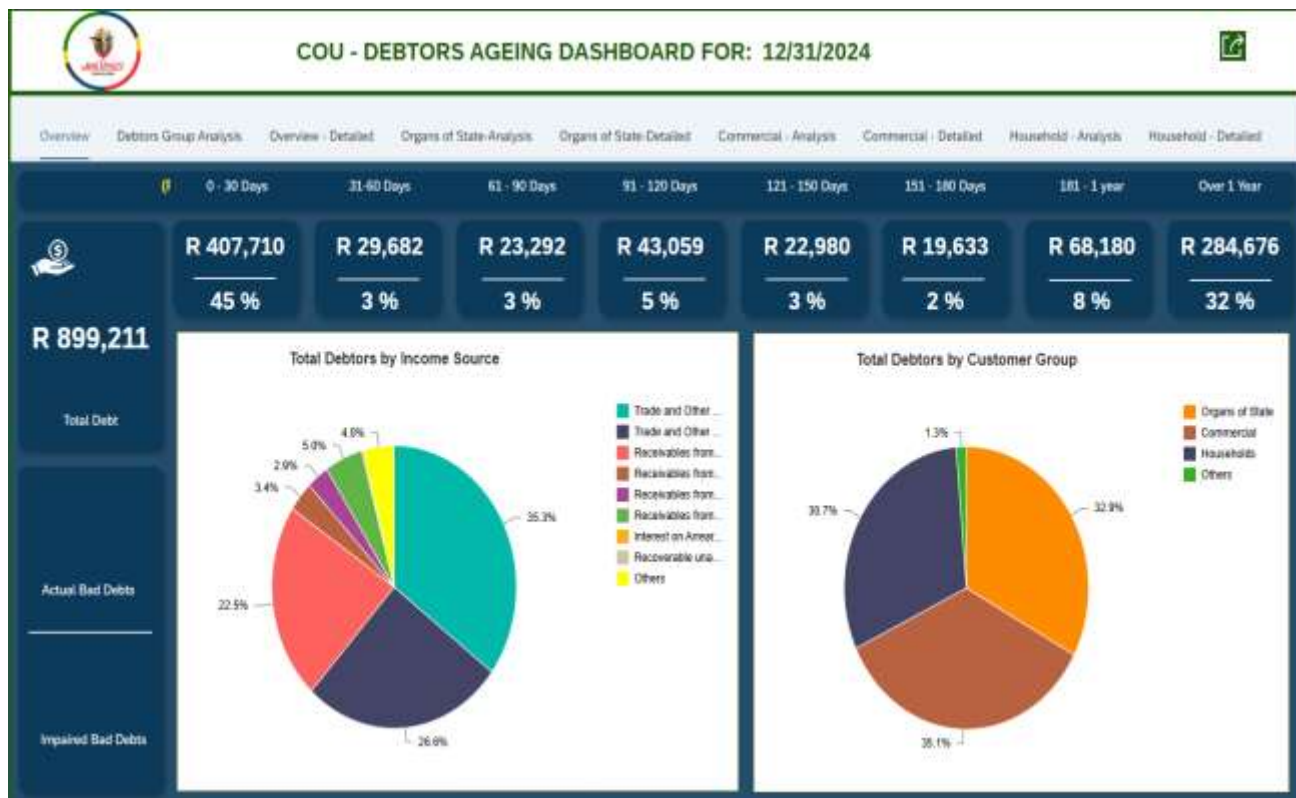 COU - DEBTORS AGEING DASHBOARD FOR: 12/31/2024
Overview Debtors Group Analysis Overview - Detailed Organs of State-Analysis Organs of State-Detailed Commercial - Analysis Commercial - Detailed Household - Analysis Household - Detailed
0 - 30 Days 31-60 Days 61 - 90 Days 91 - 120 Days 121 - 150 Days 151 - 180 Days 181 - 1 year Over 1 Year
R 407,710 R 29,682 R 23,292 R 43,059 R 22,980 R 19,633 R 68,180 R 284,676
45 % 3 % 3 % 5 % 3 % 2 % 8 % 32 %
R 899,211
Total Debt
Actual Bad Debts
Impaired Bad Debts
Total Debtors by Income Source
4.0%
5.0%
2.9%
3.4%
35.3%
22.5%
26.6%
Trade and Other ...
Trade and Other ...
Receivables from...
Receivables from...
Receivables from...
Receivables from...
Interest on Arrear...
Recoverable una...
Others
Total Debtors by Customer Group
1.3%
30.7%
32.9%
35.1%
Organs of State
Commercial
Households
Others